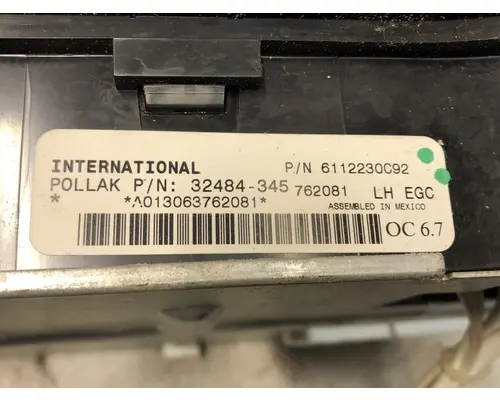 INTERNATIONAL P/N 6112230C92
POLLAK P/N: 32484-345 762081 LH EGC
* *A013063762081* ASSEMBLED IN MEXICO
OC 6.7